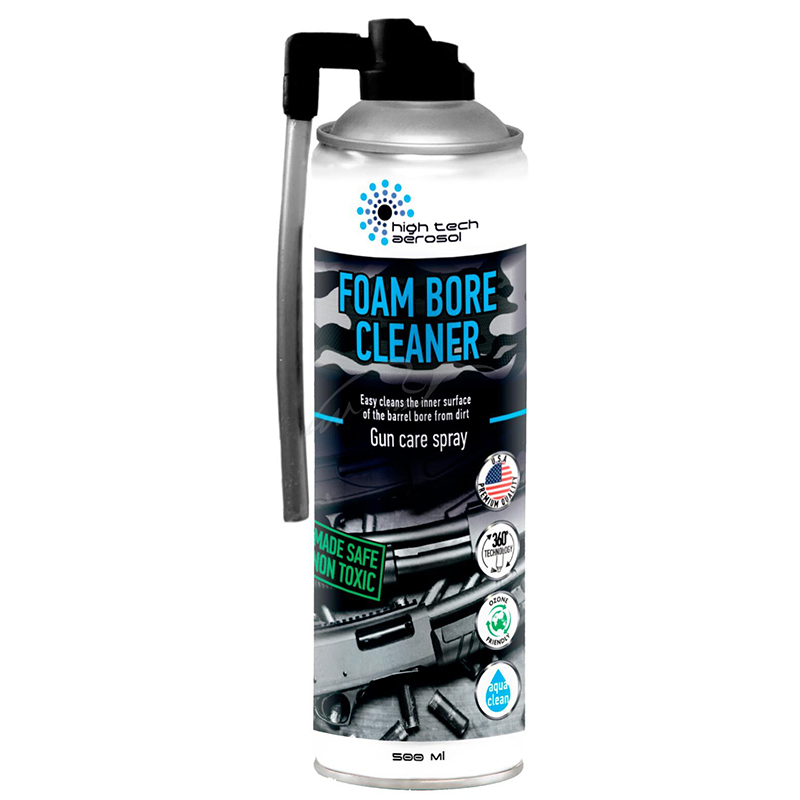 high tech
aerosol
FOAM BORE
CLEANER
Easy cleans the inner surface
of the barrel bore from dirt
Gun care spray
U.S.A
PREMIUM QUALITY
MADE SAFE
NON TOXIC
360°
TECHNOLOGY
OZONE
FRIENDLY
aqua
clean
500 Ml